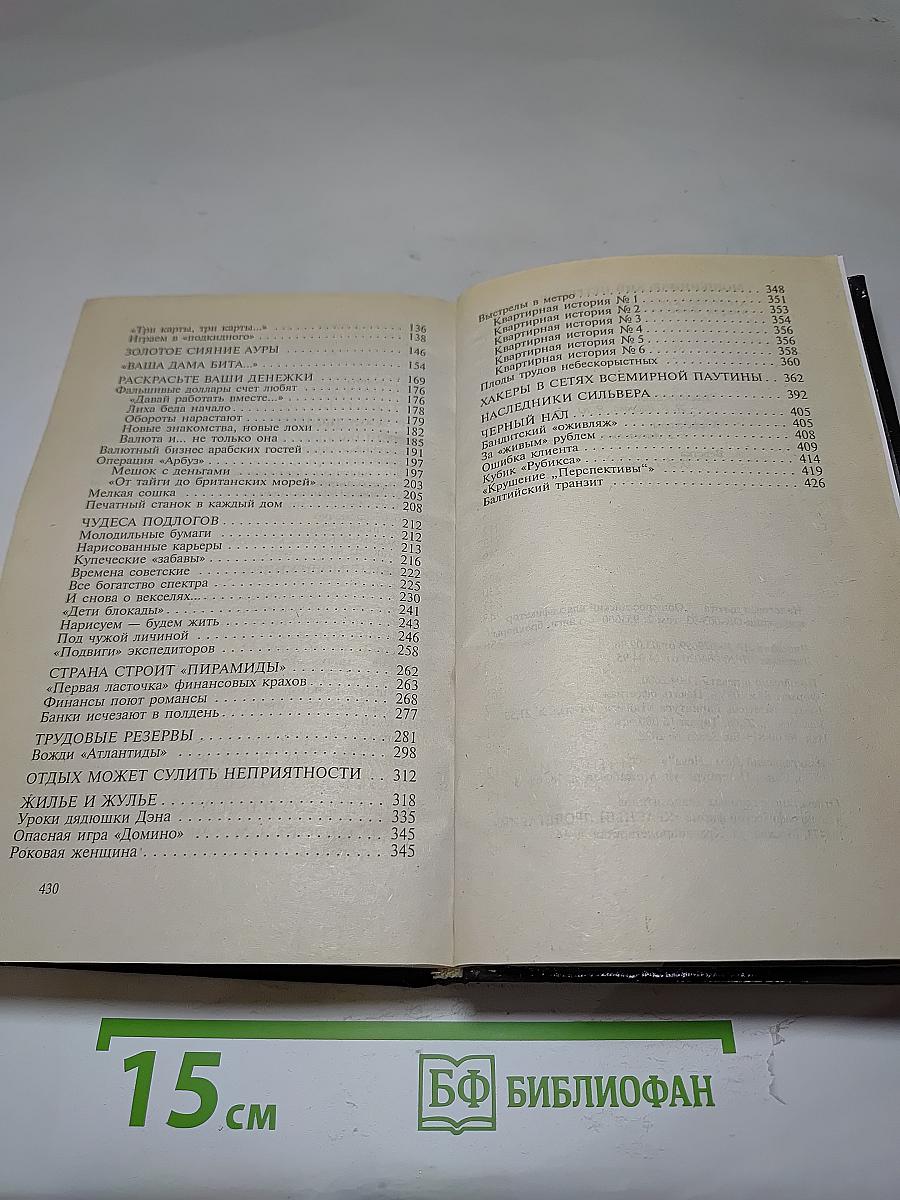 «Три карты, три карты...» 136
Играем в «подкидного» 138
ЗОЛОТОЕ СИЯНИЕ АУРЫ 146
«ВАША ДАМА БИТА...» 154
РАСКРАСЬТЕ ВАШИ ДЕНЕЖКИ 169
Фальшивые доллары счет любят 176
«Давай работать вместе...» 176
Лиха беда начало 178
Обороты нарастают 179
Новые знакомства, новые лохи 182
Валюта и... не только она 185
Валютный бизнес арабских гостей 191
Операция «Арбуз» 197
Мешок с деньгами 197
«От тайги до британских морей» 203
Мелкая сошка 205
Печатный станок в каждый дом 208
ЧУДЕСА ПОДЛОГОВ 212
Молодильные бумаги 212
Нарисованные карьеры 213
Купеческие «забавы» 216
Времена советские 222
Все богатство спектра 225
И снова о векселях... 230
«Дети блокады» 241
Нарисуем — будем жить 243
Под чужой личиной 246
«Подвиги» экспедиторов 258
СТРАНА СТРОИТ «ПИРАМИДЫ» 262
«Первая ласточка» финансовых крахов 263
Финансы поют романсы 268
Банки исчезают в полдень 277
ТРУДОВЫЕ РЕЗЕРВЫ 281
Вожди «Атлантиды» 298
ОТДЫХ МОЖЕТ СУЛИТЬ НЕПРИЯТНОСТИ 312
ЖИЛЬЕ И ЖУЛЬЕ 318
Уроки дядюшки Дэна 335
Опасная игра «Домино» 345
Роковая женщина 345
430
Выстрелы в метро 348
Квартирная история № 1 351
Квартирная история № 2 353
Квартирная история № 3 354
Квартирная история № 4 356
Квартирная история № 5 356
Квартирная история № 6 358
Плоды трудов небескорыстных 360
ХАКЕРЫ В СЕТЯХ ВСЕМИРНОЙ ПАУТИНЫ 362
НАСЛЕДНИКИ СИЛЬВЕРА 392
ЧЕРНЫЙ НАЛ 405
Бандитский «оживляж» 405
За «живым» рублем 408
Ошибка клиента 409
Кубик «Рубикса» 414
«Крушение „Перспективы“» 419
Балтийский транзит 426
15 см
БФ БИБЛИОФАН